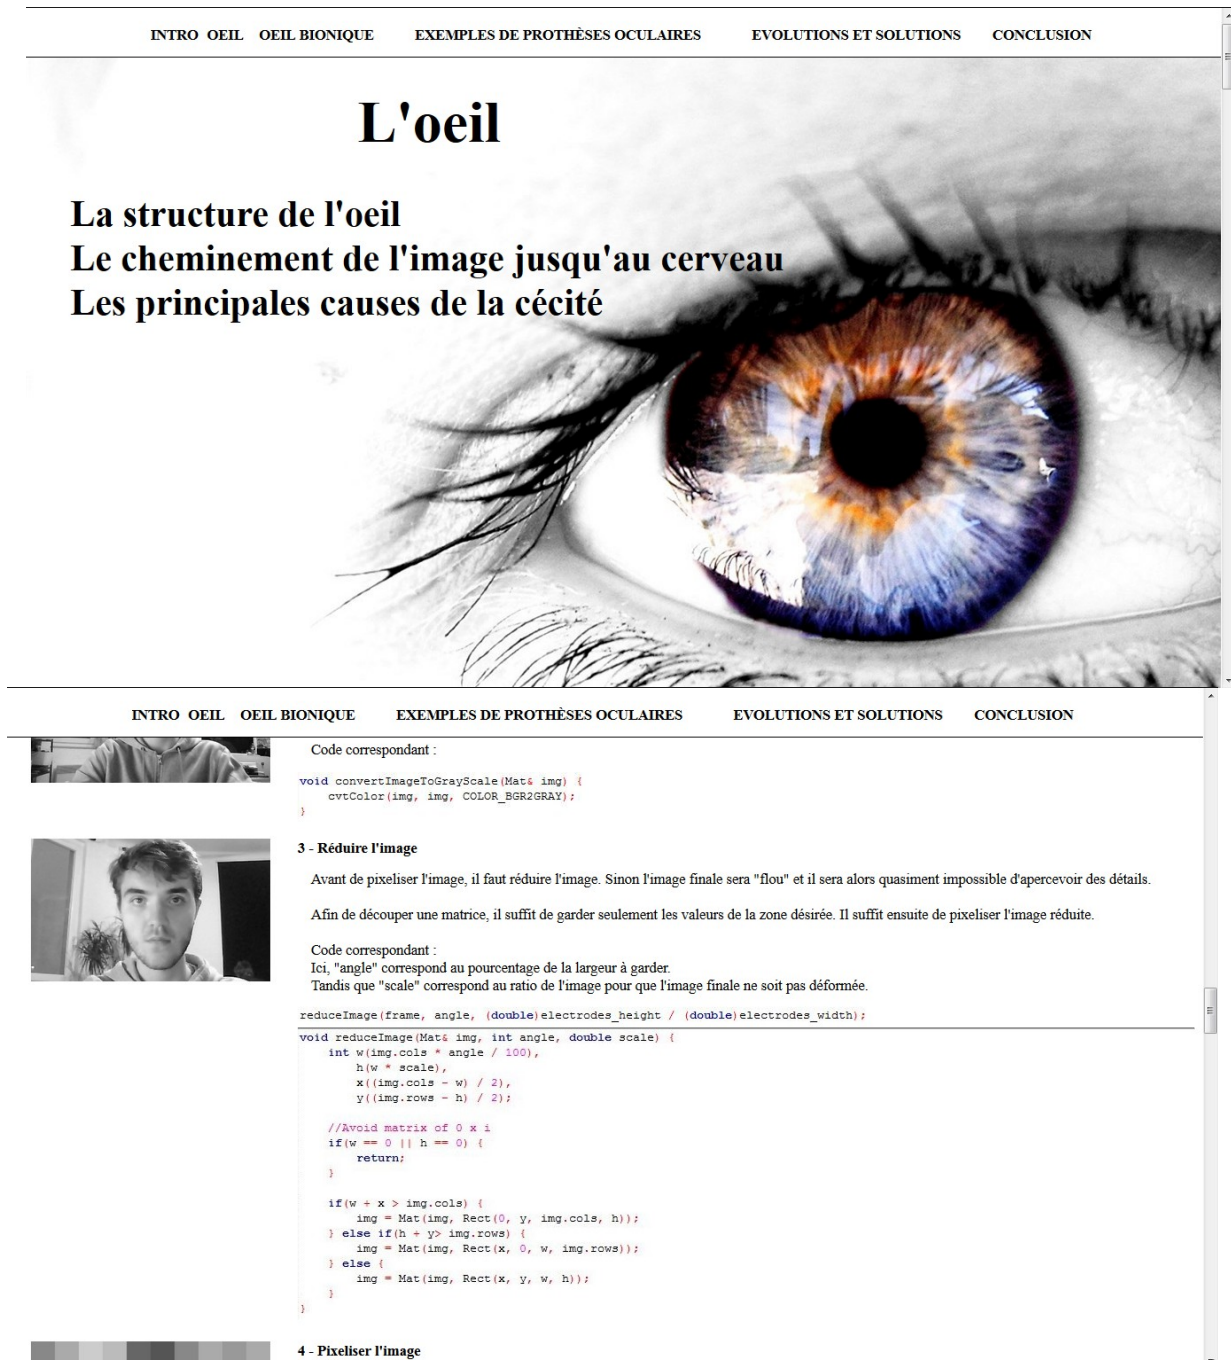 INTRO OEIL OEIL BIONIQUE EXEMPLES DE PROTHÈSES OCULAIRES EVOLUTIONS ET SOLUTIONS CONCLUSION
L'oeil
La structure de l'oeil
Le cheminement de l'image jusqu'au cerveau
Les principales causes de la cécité
INTRO OEIL OEIL BIONIQUE EXEMPLES DE PROTHÈSES OCULAIRES EVOLUTIONS ET SOLUTIONS CONCLUSION
Code correspondant :
void convertImageToGrayScale(Mat& img) {
    cvtColor(img, img, COLOR_BGR2GRAY);
}
3 - Réduire l'image
Avant de pixeliser l'image, il faut réduire l'image. Sinon l'image finale sera "flou" et il sera alors quasiment impossible d'apercevoir des détails.
Afin de découper une matrice, il suffit de garder seulement les valeurs de la zone désirée. Il suffit ensuite de pixeliser l'image réduite.
Code correspondant :
Ici, "angle" correspond au pourcentage de la largeur à garder.
Tandis que "scale" correspond au ratio de l'image pour que l'image finale ne soit pas déformée.
reduceImage(frame, angle, (double)electrodes_height / (double)electrodes_width);
void reduceImage(Mat& img, int angle, double scale) {
    int w(img.cols * angle / 100),
        h(w * scale),
        x((img.cols - w) / 2),
        y((img.rows - h) / 2);
    //Avoid matrix of 0 x i
    if(w == 0 || h == 0) {
        return;
    }
    if(w + x > img.cols) {
        img = Mat(img, Rect(0, y, img.cols, h));
    } else if(h + y> img.rows) {
        img = Mat(img, Rect(x, 0, w, img.rows));
    } else {
        img = Mat(img, Rect(x, y, w, h));
    }
}
4 - Pixeliser l'image